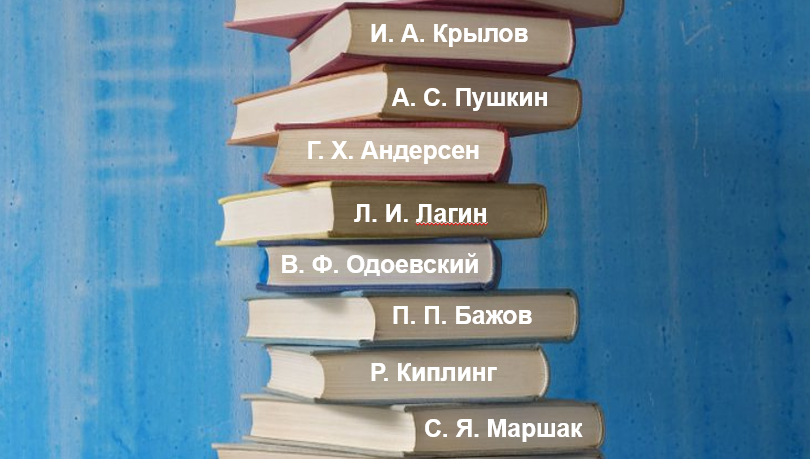 И. А. Крылов
А. С. Пушкин
Г. Х. Андерсен
Л. И. Лагин
В. Ф. Одоевский
П. П. Бажов
Р. Киплинг
С. Я. Маршак